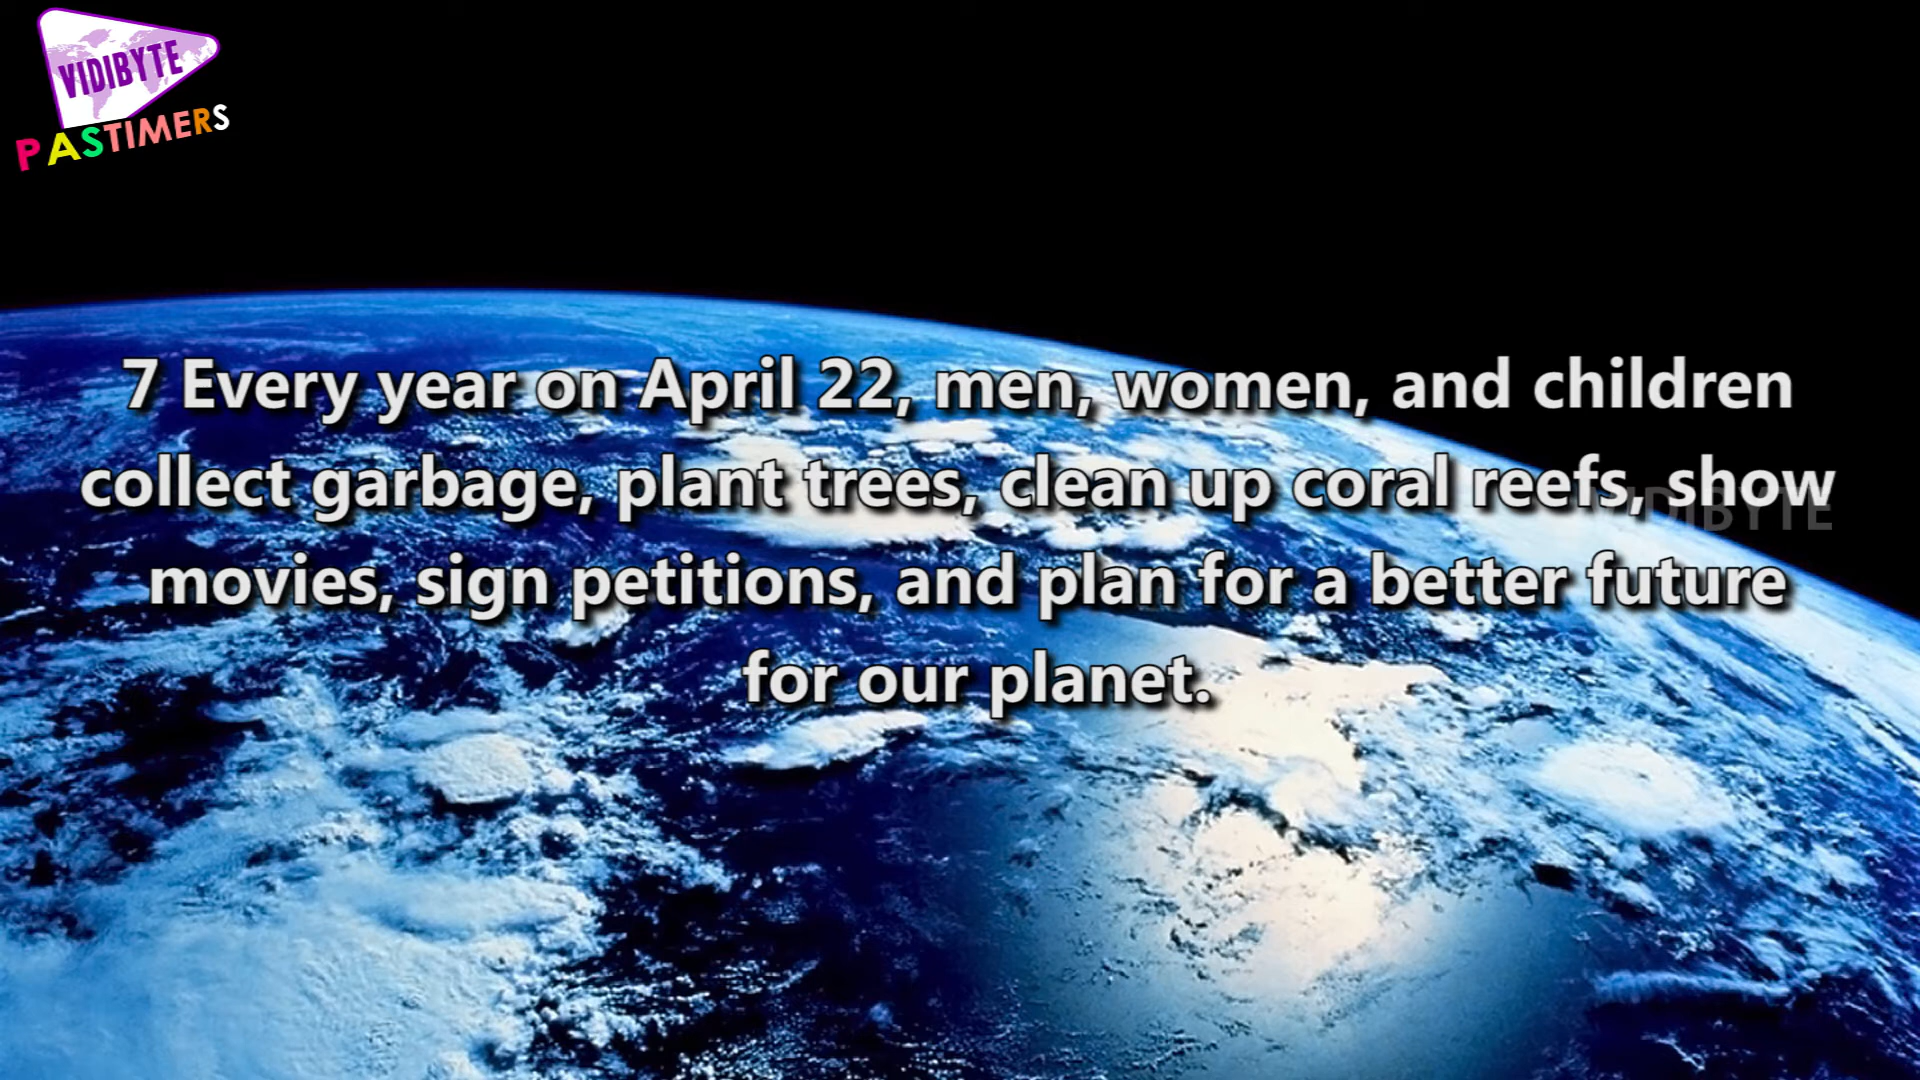 VIDIBYTE
PASTIMERS
7 Every year on April 22, men, women, and children
collect garbage, plant trees, clean up coral reefs, show
movies, sign petitions, and plan for a better future
for our planet.
VIDIBYTE